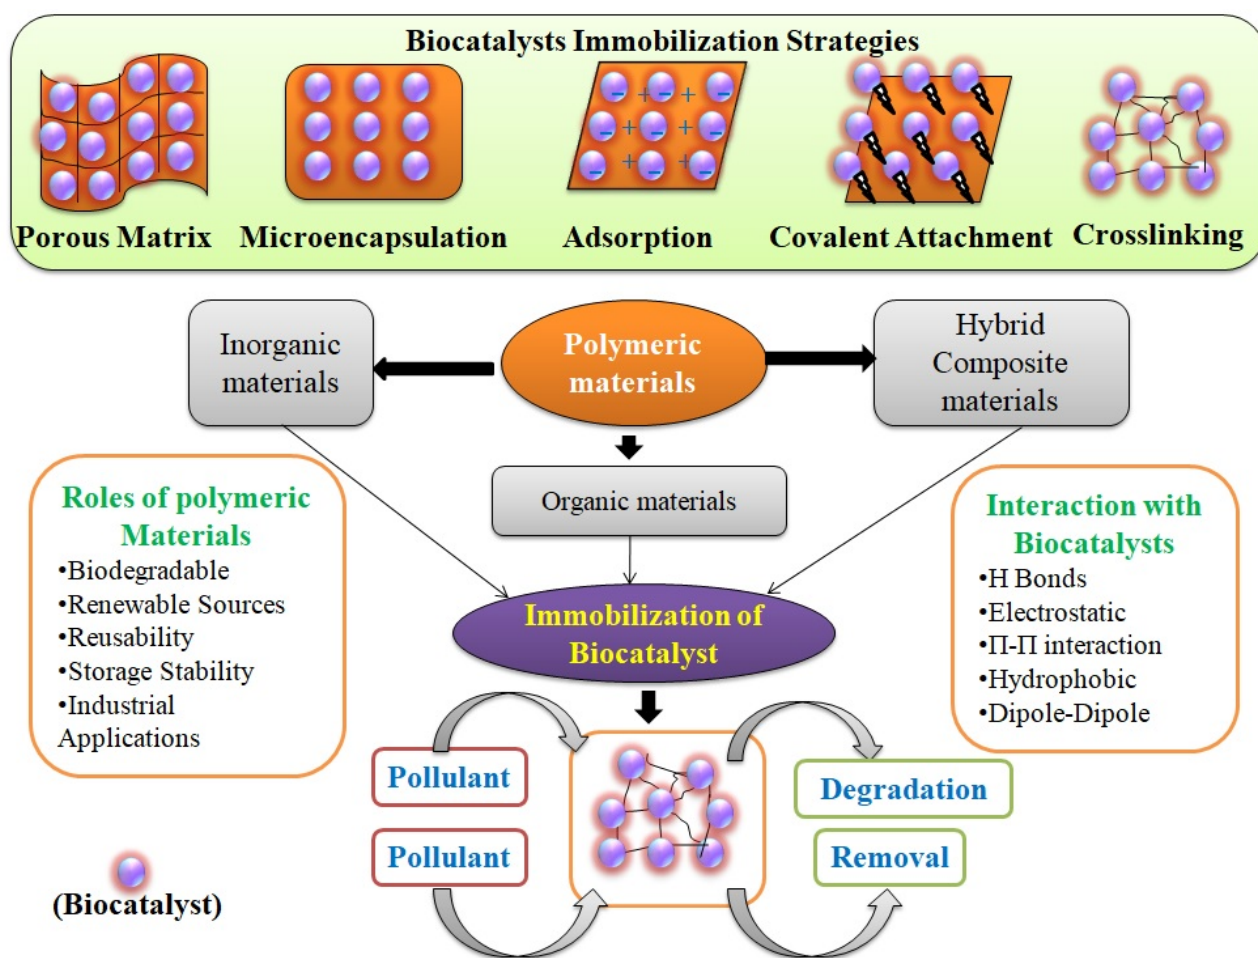 Biocatalysts Immobilization Strategies
Porous Matrix
Microencapsulation
Adsorption
Covalent Attachment
Crosslinking
Inorganic
materials
Polymeric
materials
Hybrid
Composite
materials
Organic materials
Roles of polymeric
Materials
•Biodegradable
•Renewable Sources
•Reusability
•Storage Stability
•Industrial
Applications
Interaction with
Biocatalysts
•H Bonds
•Electrostatic
•Π-Π interaction
•Hydrophobic
•Dipole-Dipole
Immobilization of
Biocatalyst
Pollutant
Pollutant
Degradation
Removal
(Biocatalyst)